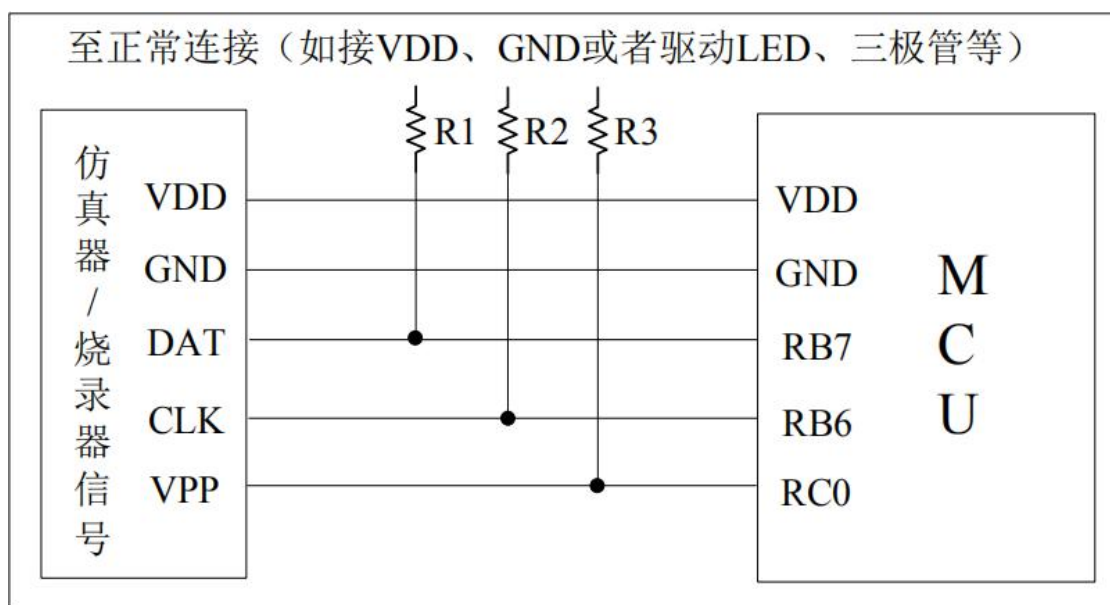 至正常连接（如接VDD、GND或者驱动LED、三极管等）
R1
R2
R3
仿真器/烧录器信号
VDD
GND
DAT
CLK
VPP
VDD
GND
RB7
RB6
RC0
MCU